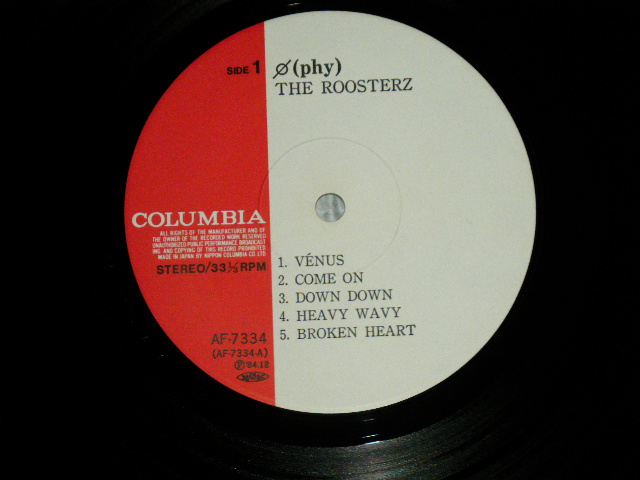 SIDE 1
Ø(phy)
THE ROOSTERZ
COLUMBIA
ALL RIGHTS OF THE MANUFACTURER AND OF
THE OWNER OF THE RECORDED WORK RESERVED
UNAUTHORIZED PUBLIC PERFORMANCE BROADCAST
ING AND COPYING OF THIS RECORD PROHIBITED
MADE IN JAPAN BY NIPPON COLUMBIA CO. LTD
STEREO/33⅓RPM
1. VÉNUS
2. COME ON
3. DOWN DOWN
4. HEAVY WAVY
5. BROKEN HEART
AF-7334
(AF-7334-A)
Ⓟ'84.12